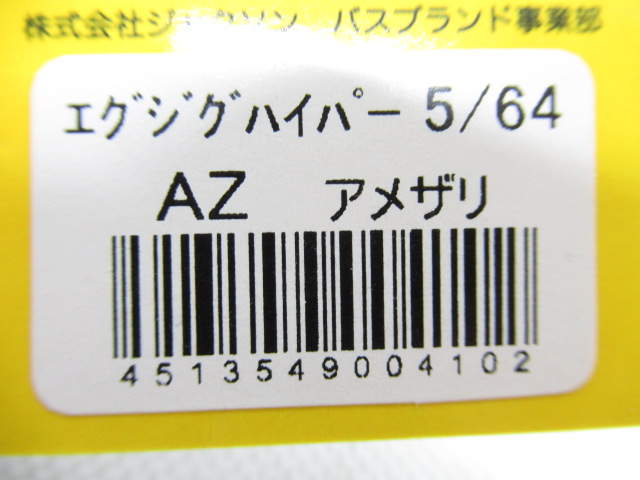 株式会社ジャクソン バスブランド事業部
エグジグハイパー 5/64
AZ アメザリ
4513549004102